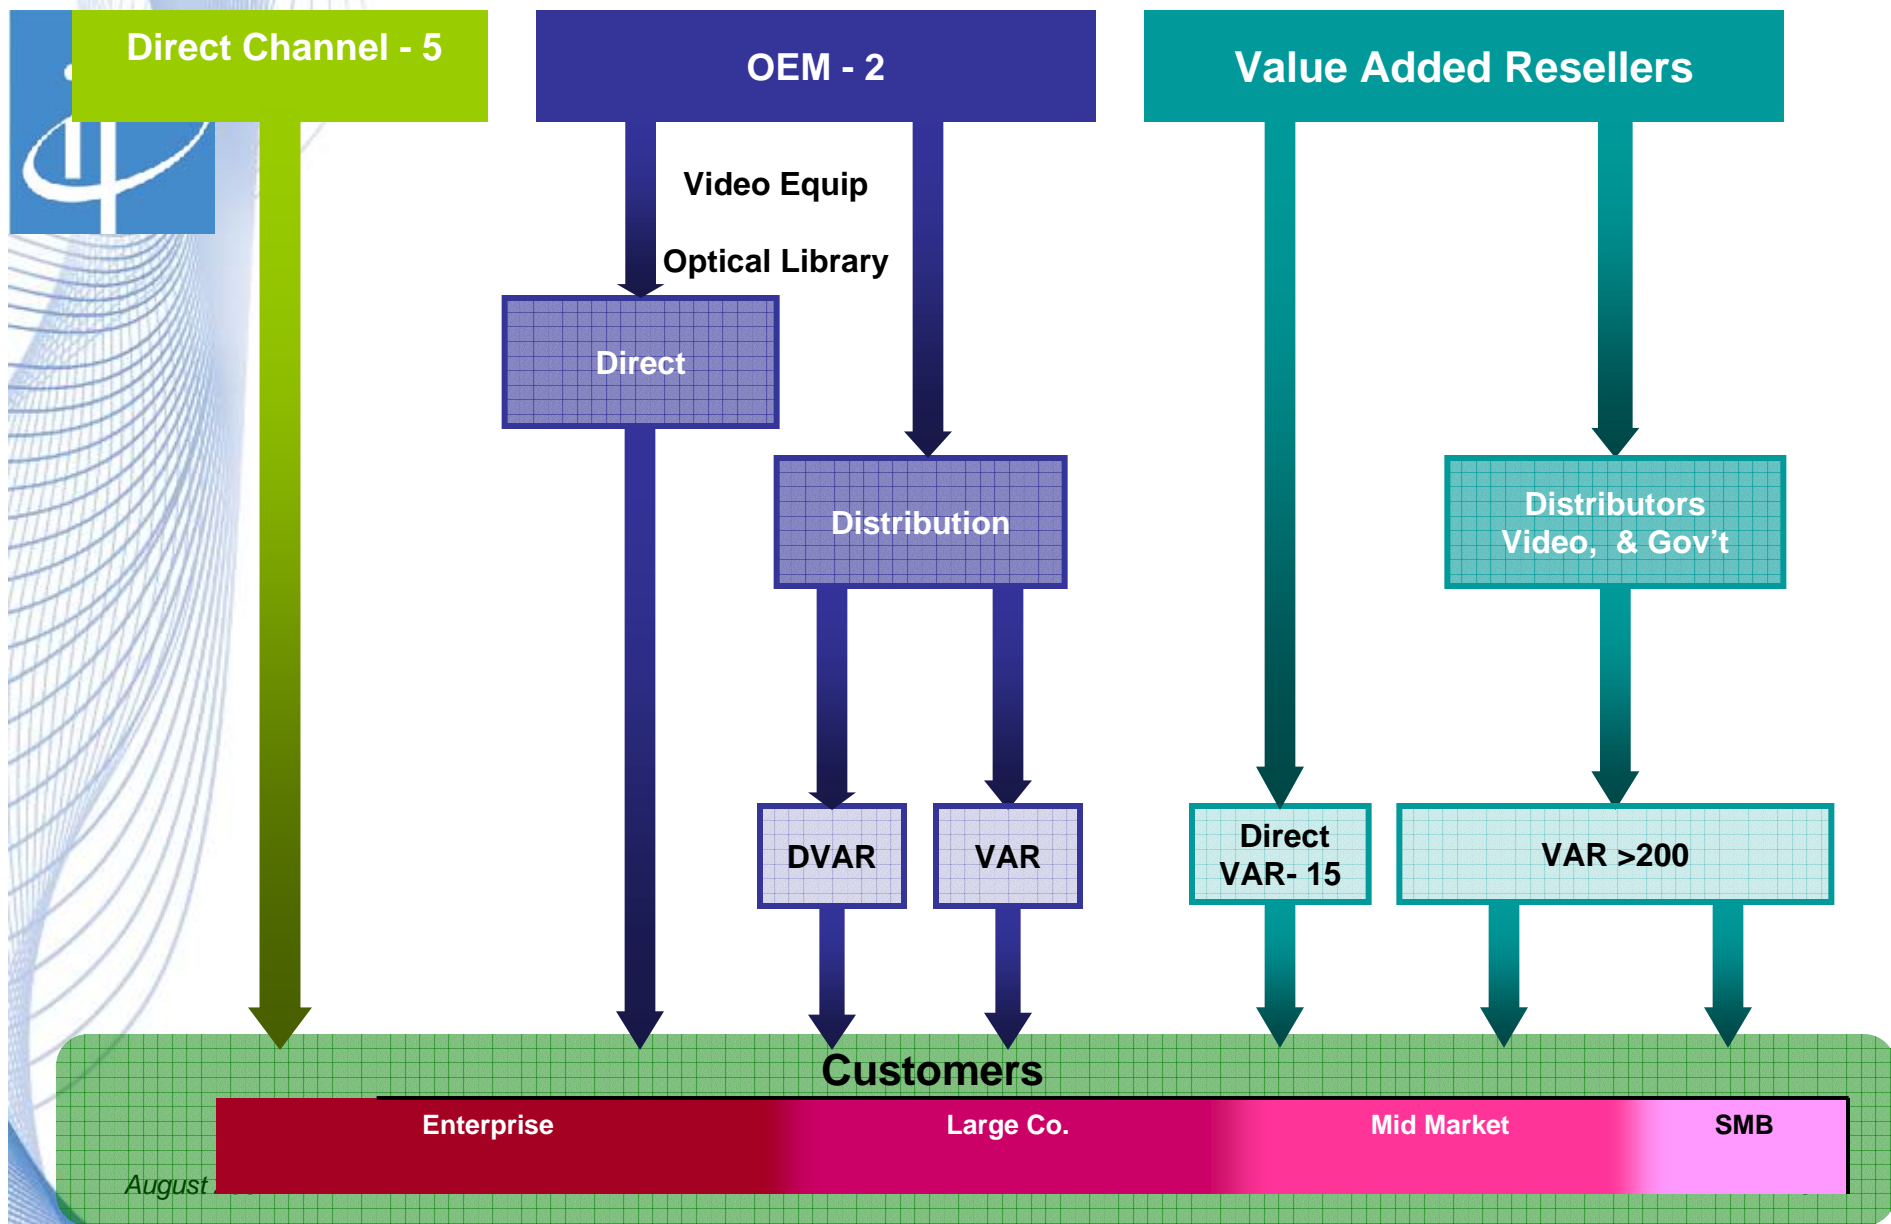 Direct Channel - 5
OEM - 2
Value Added Resellers
Video Equip
Optical Library
Direct
Distribution
Distributors
Video,  & Gov’t
DVAR
VAR
Direct
VAR- 15
VAR >200
Customers
Enterprise
Large Co.
Mid Market
SMB
August